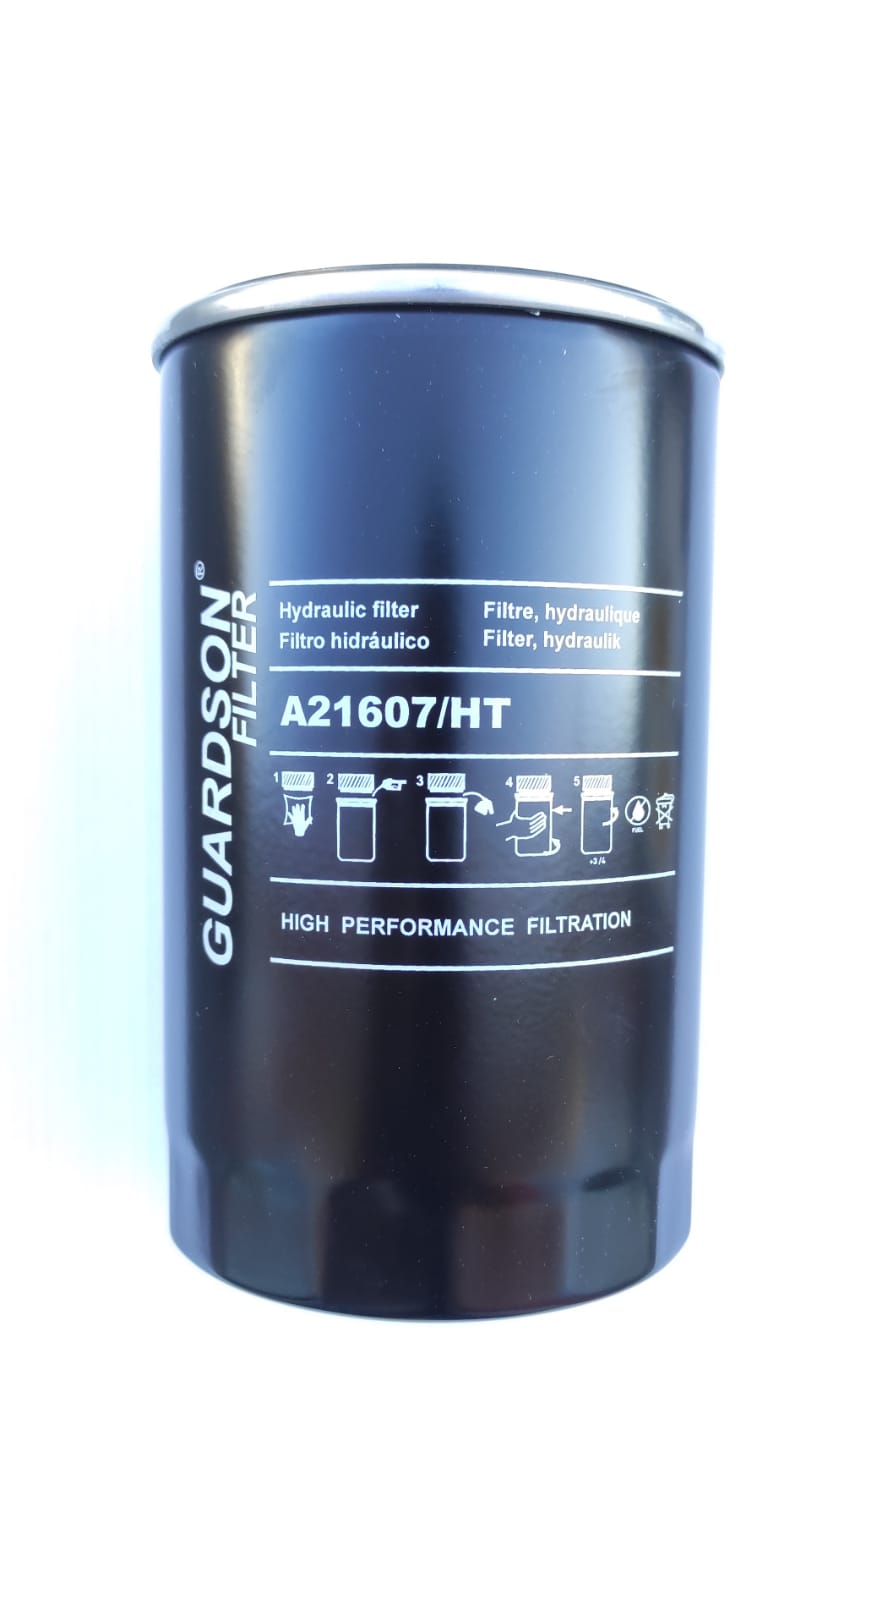 GUARDSON®
FILTER
Hydraulic filter Filtre, hydraulique
Filtro hidráulico Filter, hydraulik
A21607/HT
1 2 3 4 5
FUEL
+3/4
HIGH PERFORMANCE FILTRATION